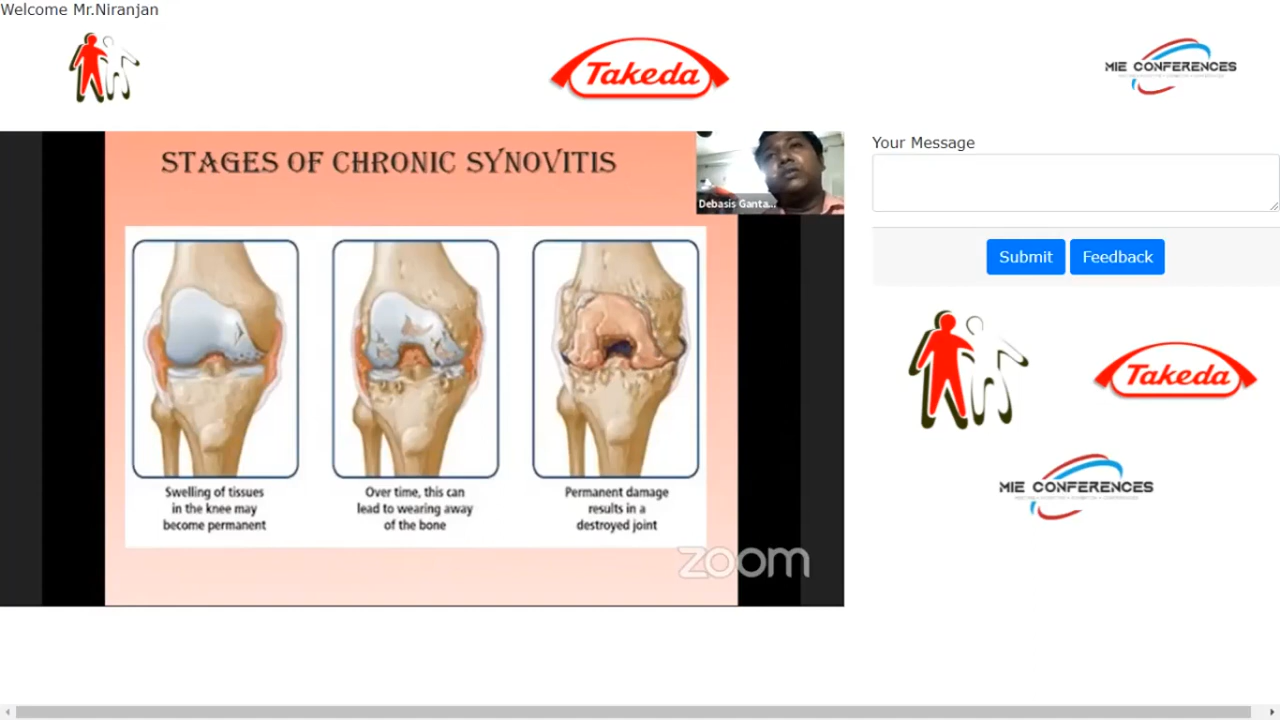 Welcome Mr.Niranjan
Takeda
MIE CONFERENCES
STAGES OF CHRONIC SYNOVITIS
Debasis Ganta...
Your Message
Submit
Feedback
Swelling of tissues
in the knee may
become permanent
Over time, this can
lead to wearing away
of the bone
Permanent damage
results in a
destroyed joint
zoom
Takeda
MIE CONFERENCES